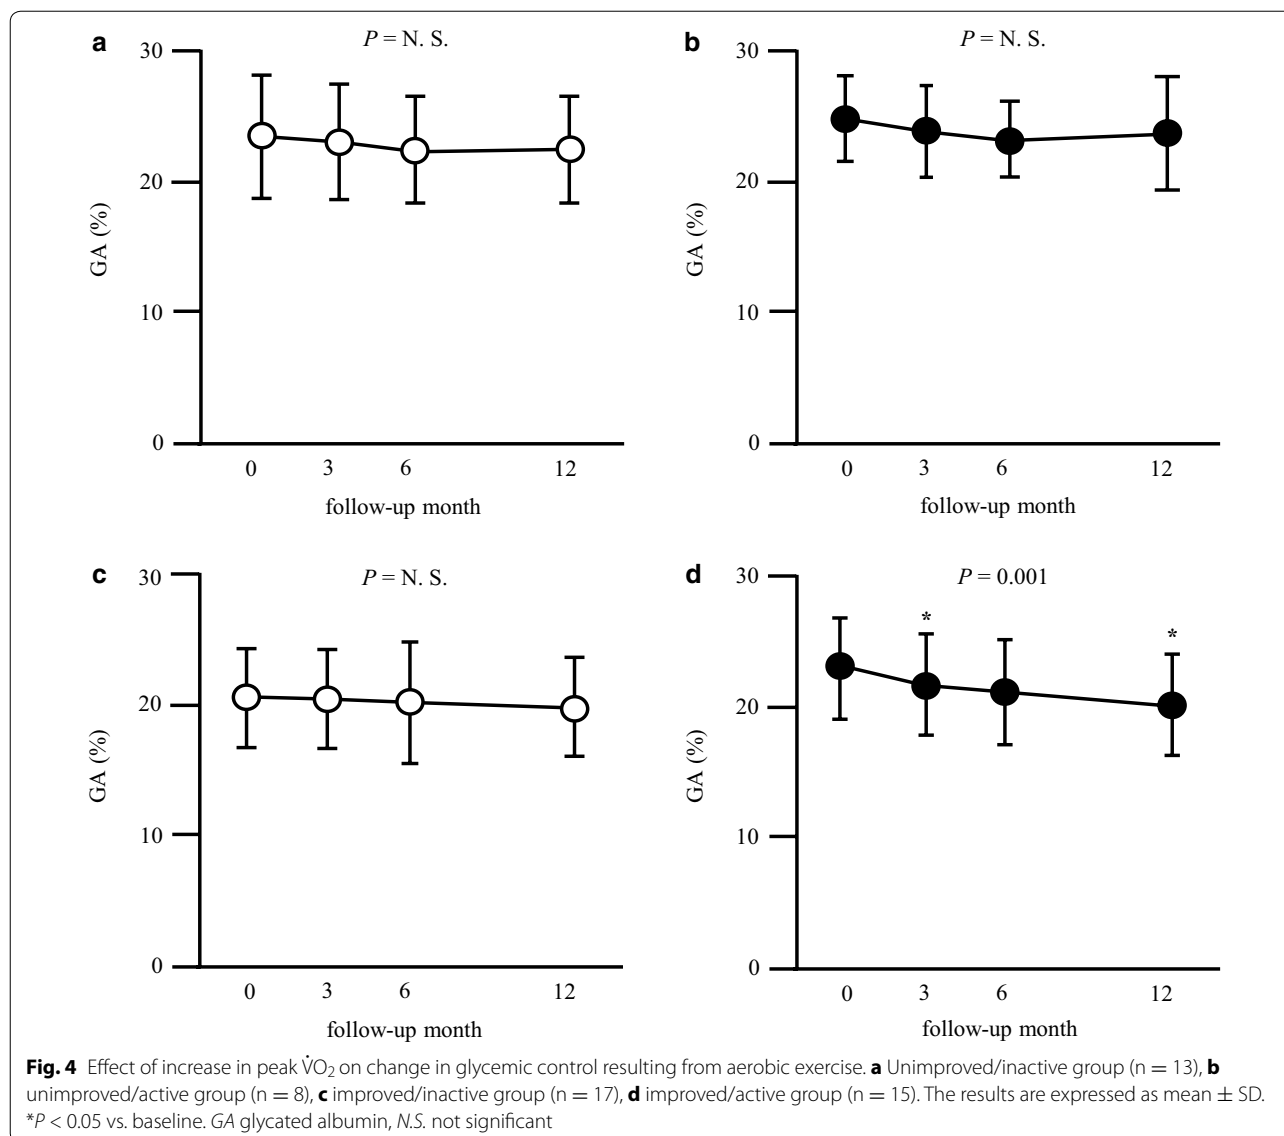 a
P = N. S.
30
20
10
0
GA (%)
0 3 6 12
follow-up month
b
P = N. S.
30
20
10
0
GA (%)
0 3 6 12
follow-up month
c
P = N. S.
30
20
10
0
GA (%)
0 3 6 12
follow-up month
d
P = 0.001
30
* *
20
10
0
GA (%)
0 3 6 12
follow-up month
Fig. 4 Effect of increase in peak V̇O₂ on change in glycemic control resulting from aerobic exercise. a Unimproved/inactive group (n = 13), b
unimproved/active group (n = 8), c improved/inactive group (n = 17), d improved/active group (n = 15). The results are expressed as mean ± SD.
*P < 0.05 vs. baseline. GA glycated albumin, N.S. not significant